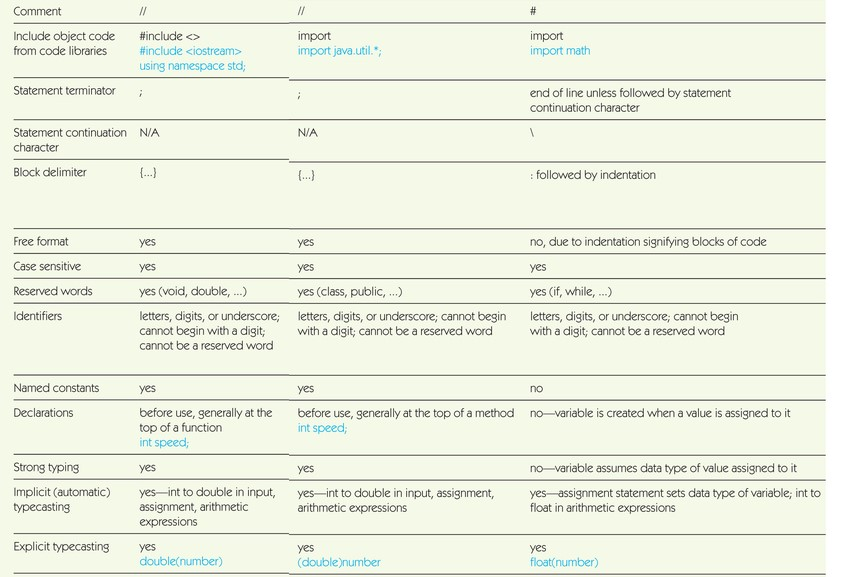 Comment // // #
Include object code #include <> import import
from code libraries #include <iostream> import java.util.*; import math
using namespace std;
Statement terminator ; ; end of line unless followed by statement
continuation character
Statement continuation N/A N/A \
character
Block delimiter {...} {...} : followed by indentation
Free format yes yes no, due to indentation signifying blocks of code
Case sensitive yes yes yes
Reserved words yes (void, double, ...) yes (class, public, ...) yes (if, while, ...)
Identifiers letters, digits, or underscore; letters, digits, or underscore; cannot begin letters, digits, or underscore; cannot begin
cannot begin with a digit; with a digit; cannot be a reserved word with a digit; cannot be a reserved word
cannot be a reserved word
Named constants yes yes no
Declarations before use, generally at the before use, generally at the top of a method no—variable is created when a value is assigned to it
top of a function int speed;
int speed;
Strong typing yes yes no—variable assumes data type of value assigned to it
Implicit (automatic) yes—int to double in input, yes—int to double in input, assignment, yes—assignment statement sets data type of variable; int to
typecasting assignment, arithmetic arithmetic expressions float in arithmetic expressions
expressions
Explicit typecasting yes yes yes
double(number) (double)number float(number)